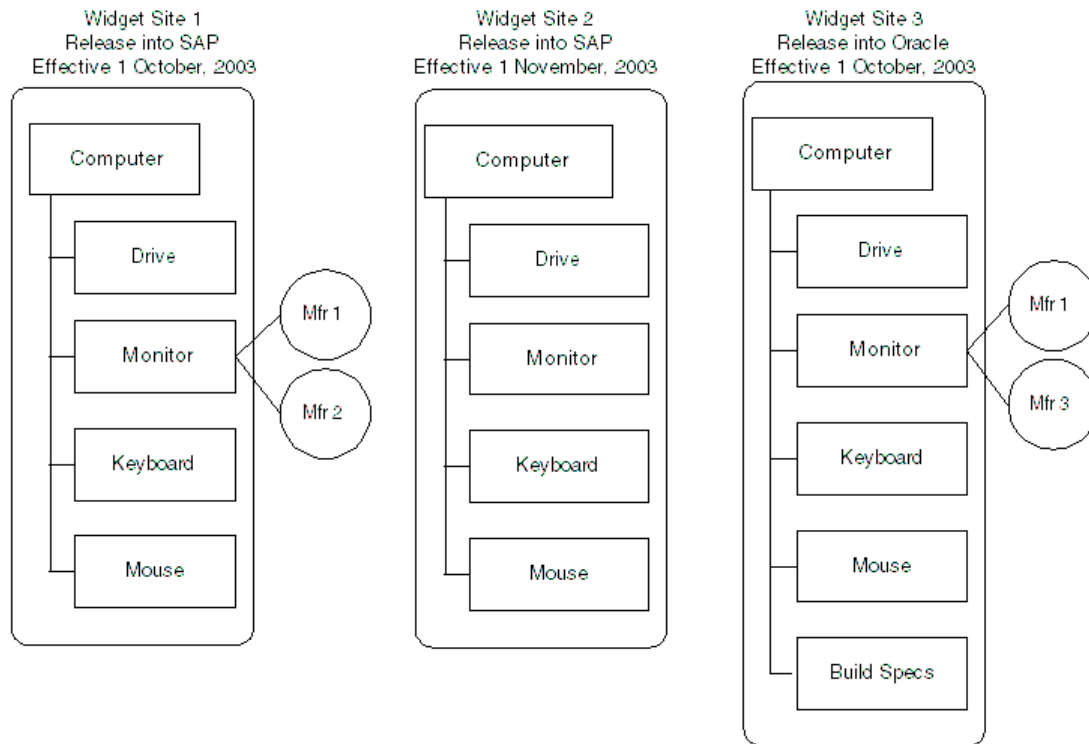 Widget Site 1
Release into SAP
Effective 1 October, 2003
Computer
Drive
Monitor
Mfr 1
Mfr 2
Keyboard
Mouse
Widget Site 2
Release into SAP
Effective 1 November, 2003
Computer
Drive
Monitor
Keyboard
Mouse
Widget Site 3
Release into Oracle
Effective 1 October, 2003
Computer
Drive
Monitor
Mfr 1
Mfr 3
Keyboard
Mouse
Build Specs